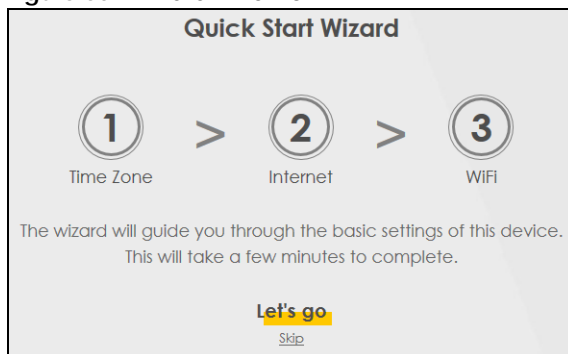 Quick Start Wizard
1 > 2 > 3
Time Zone Internet WiFi
The wizard will guide you through the basic settings of this device.
This will take a few minutes to complete.
Let's go
Skip